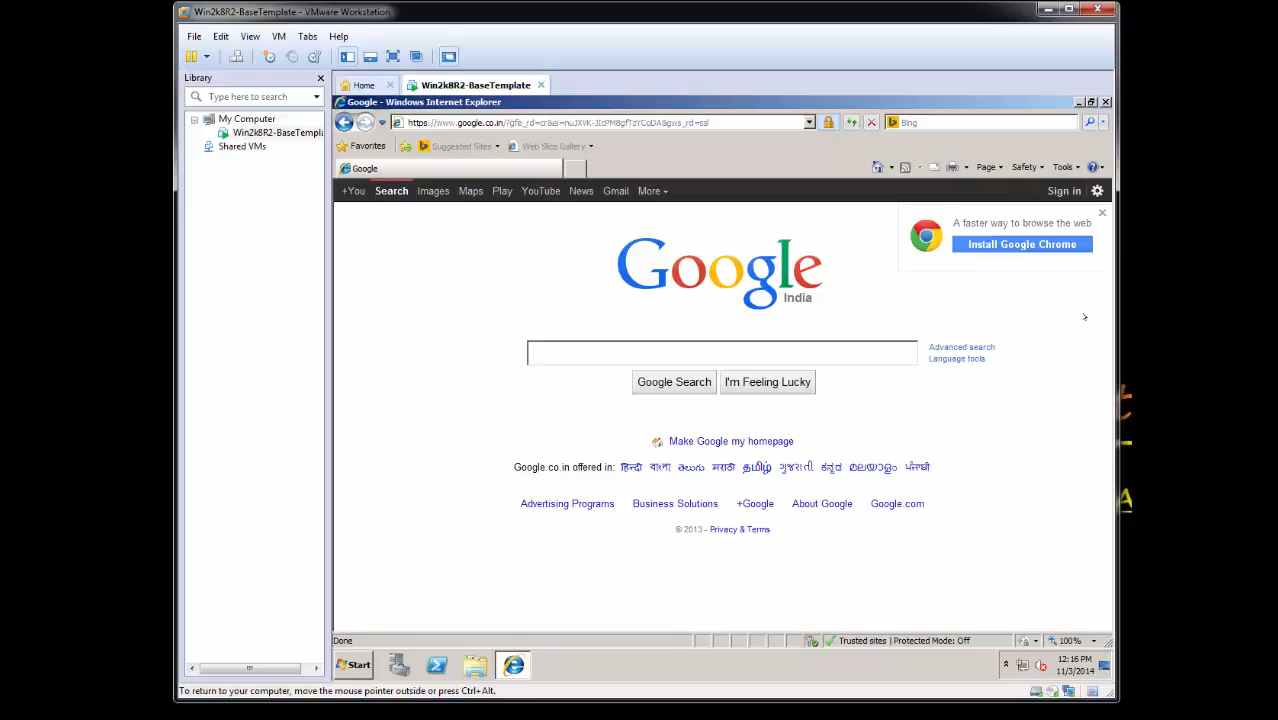 Win2k8R2-BaseTemplate - VMware Workstation
File Edit View VM Tabs Help
Library
Type here to search
My Computer
Win2k8R2-BaseTempl
Shared VMs
Home Win2k8R2-BaseTemplate
Google - Windows Internet Explorer
Bing
Favorites Suggested Sites Web Slice Gallery
Google
Page Safety Tools
+You Search Images Maps Play YouTube News Gmail More Sign in
A faster way to browse the web
Install Google Chrome
Google
India
Advanced search
Language tools
Google Search I'm Feeling Lucky
Make Google my homepage
Google.co.in offered in: हिन्दी বাংলা తెలుగు मराठी தமிழ் ગુજરાતી ಕನ್ನಡ മലയാളം ਪੰਜਾਬੀ
Advertising Programs Business Solutions +Google About Google Google.com
© 2013 - Privacy & Terms
Done Trusted sites | Protected Mode: Off 100%
Start 12:16 PM
11/3/2014
To return to your computer, move the mouse pointer outside or press Ctrl+Alt.